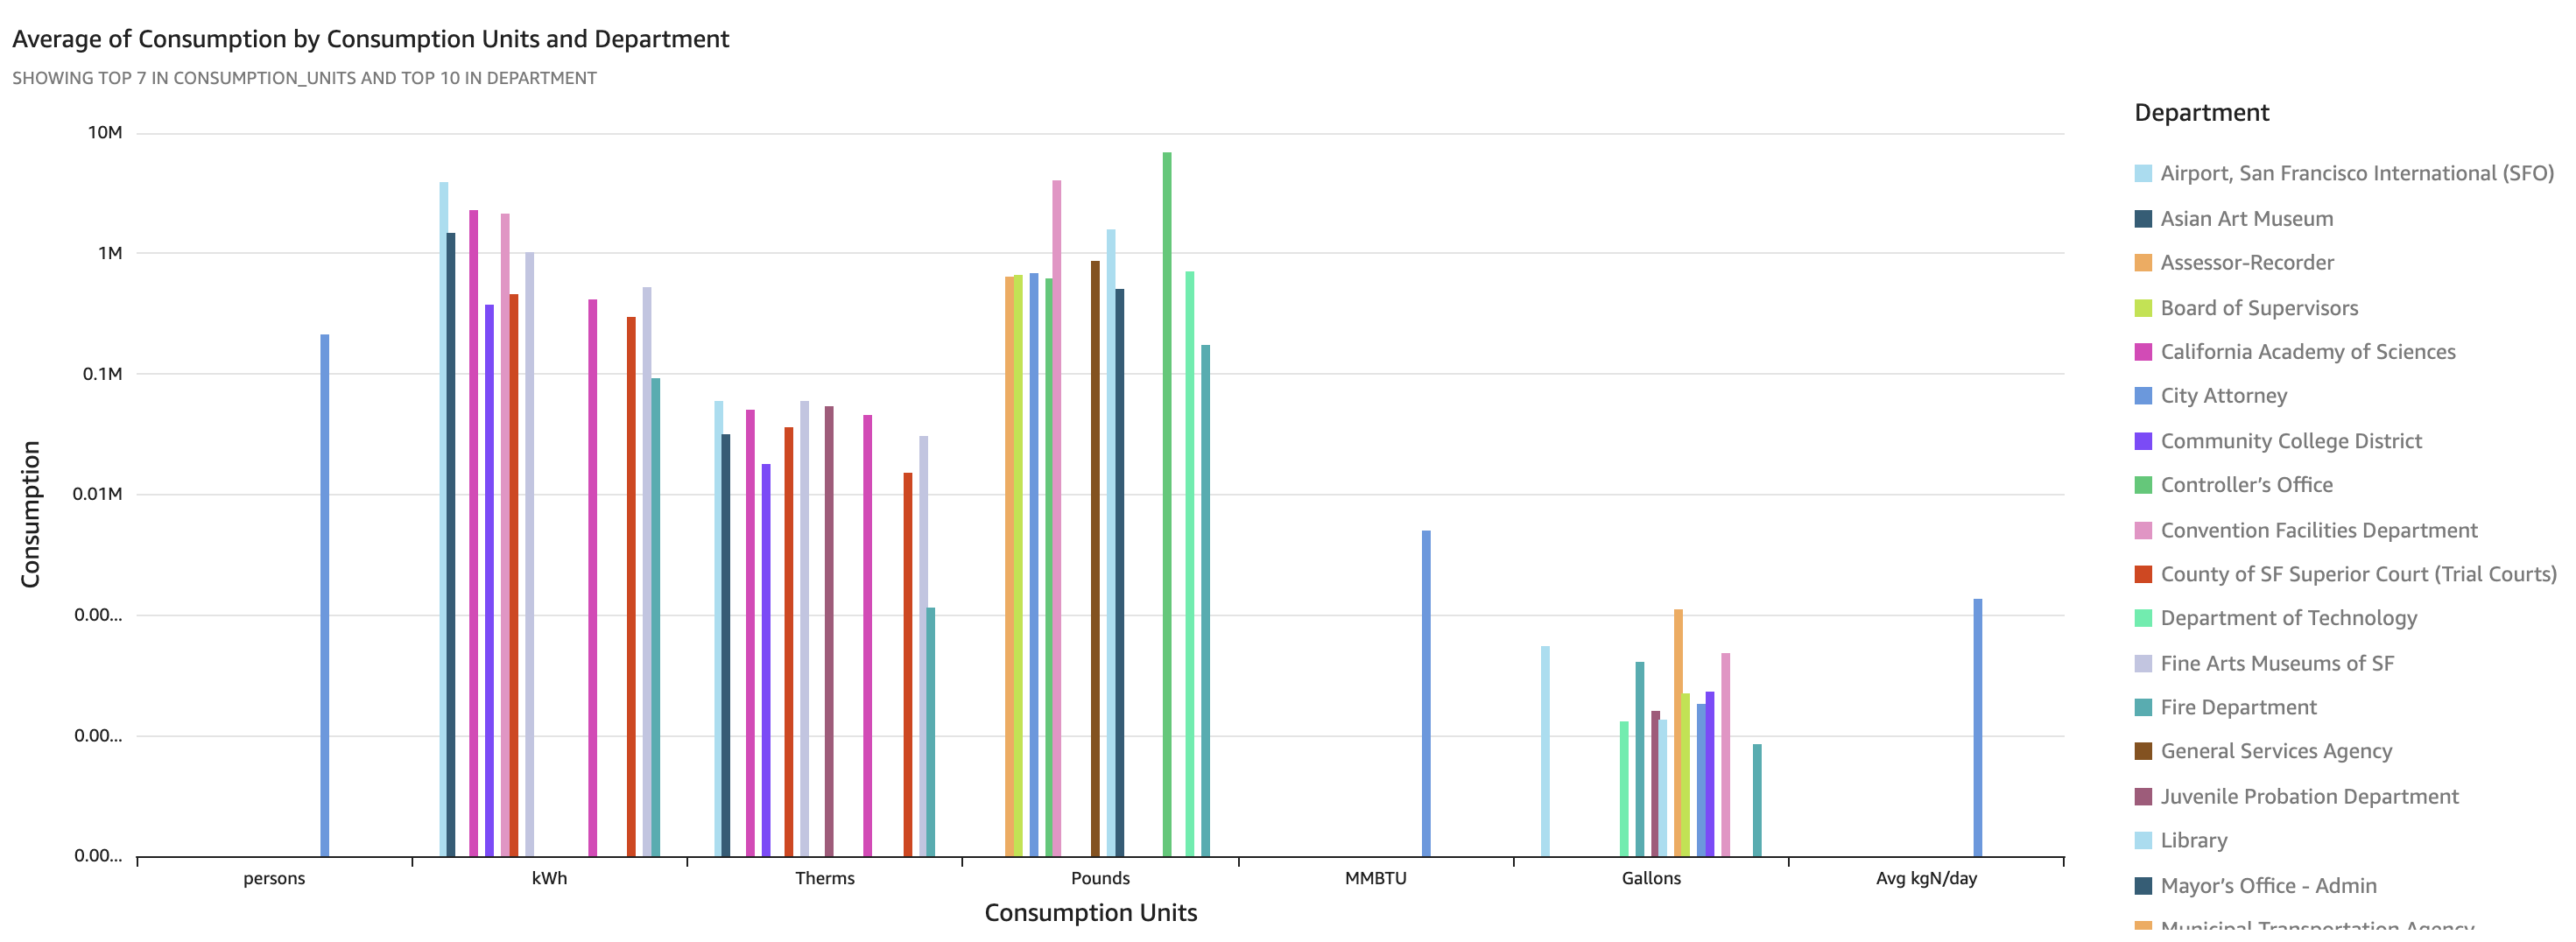 Average of Consumption by Consumption Units and Department
SHOWING TOP 7 IN CONSUMPTION_UNITS AND TOP 10 IN DEPARTMENT
Consumption
10M
1M
0.1M
0.01M
0.00...
0.00...
0.00...
persons
kWh
Therms
Pounds
MMBTU
Gallons
Avg kgN/day
Consumption Units
Department
Airport, San Francisco International (SFO)
Asian Art Museum
Assessor-Recorder
Board of Supervisors
California Academy of Sciences
City Attorney
Community College District
Controller’s Office
Convention Facilities Department
County of SF Superior Court (Trial Courts)
Department of Technology
Fine Arts Museums of SF
Fire Department
General Services Agency
Juvenile Probation Department
Library
Mayor’s Office - Admin
Municipal Transportation Agency